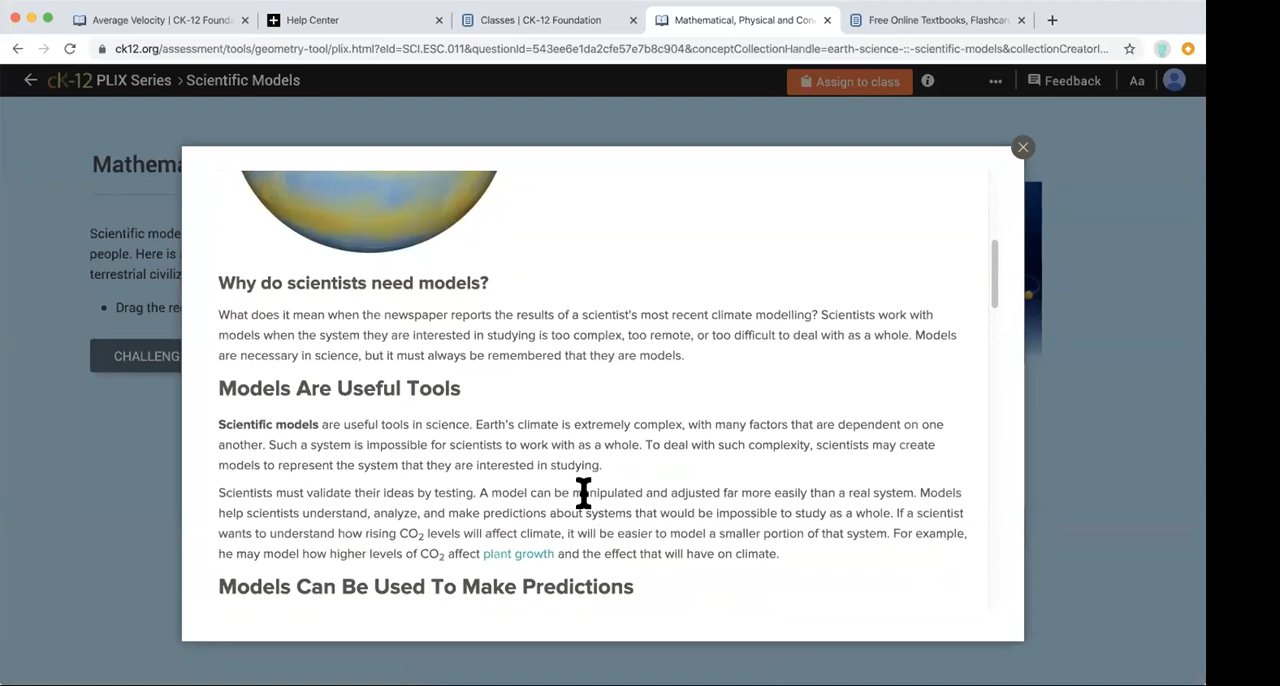 Average Velocity | CK-12 Founda
Help Center
Classes | CK-12 Foundation
Mathematical, Physical and Con
Free Online Textbooks, Flashcar
ck12.org/assessment/tools/geometry-tool/plix.html?eId=SCI.ESC.011&questionId=543ee6e1da2cfe57e7b8c904&conceptCollectionHandle=earth-science-::-scientific-models&collectionCreatorI...
cK-12 PLIX Series > Scientific Models
Assign to class
Feedback
Aa
Mathema
Scientific mode
people. Here is
terrestrial civiliz
• Drag the re
CHALLENG
Why do scientists need models?
What does it mean when the newspaper reports the results of a scientist's most recent climate modelling? Scientists work with
models when the system they are interested in studying is too complex, too remote, or too difficult to deal with as a whole. Models
are necessary in science, but it must always be remembered that they are models.
Models Are Useful Tools
Scientific models are useful tools in science. Earth's climate is extremely complex, with many factors that are dependent on one
another. Such a system is impossible for scientists to work with as a whole. To deal with such complexity, scientists may create
models to represent the system that they are interested in studying.
Scientists must validate their ideas by testing. A model can be manipulated and adjusted far more easily than a real system. Models
help scientists understand, analyze, and make predictions about systems that would be impossible to study as a whole. If a scientist
wants to understand how rising CO2 levels will affect climate, it will be easier to model a smaller portion of that system. For example,
he may model how higher levels of CO2 affect plant growth and the effect that will have on climate.
Models Can Be Used To Make Predictions